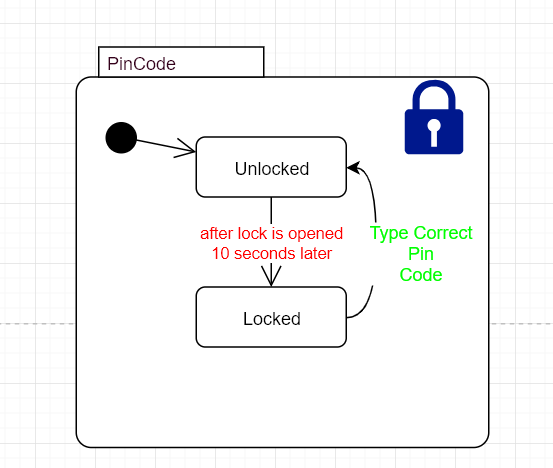 PinCode
Unlocked
after lock is opened
10 seconds later
Type Correct
Pin
Code
Locked